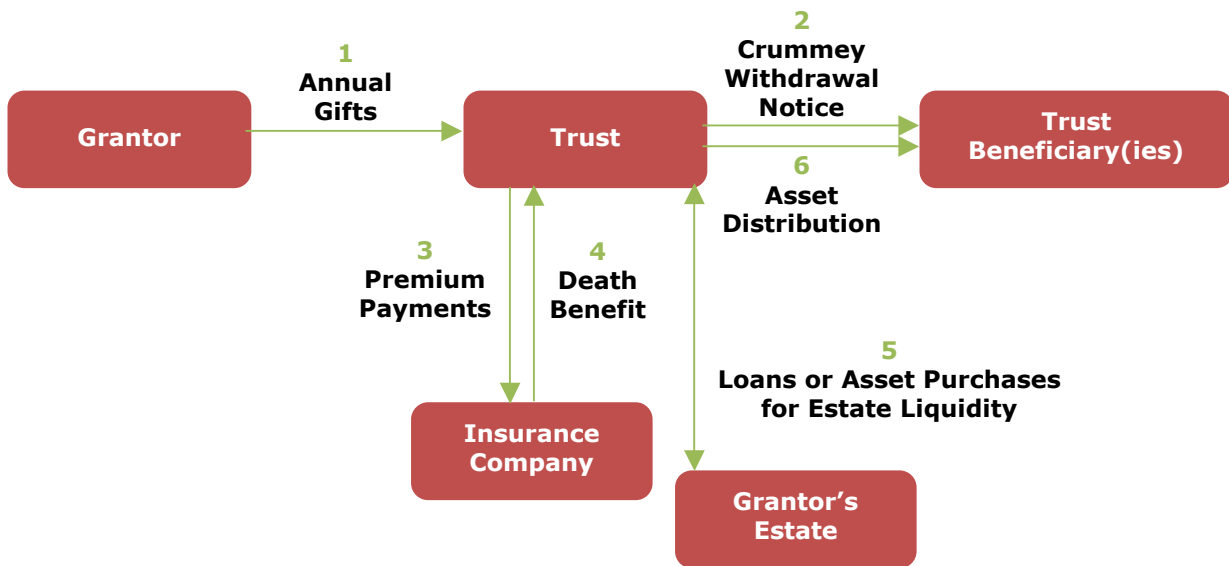 1
Annual
Gifts
2
Crummey
Withdrawal
Notice
Grantor
Trust
Trust
Beneficiary(ies)
6
Asset
Distribution
3
Premium
Payments
4
Death
Benefit
5
Loans or Asset Purchases
for Estate Liquidity
Insurance
Company
Grantor’s
Estate